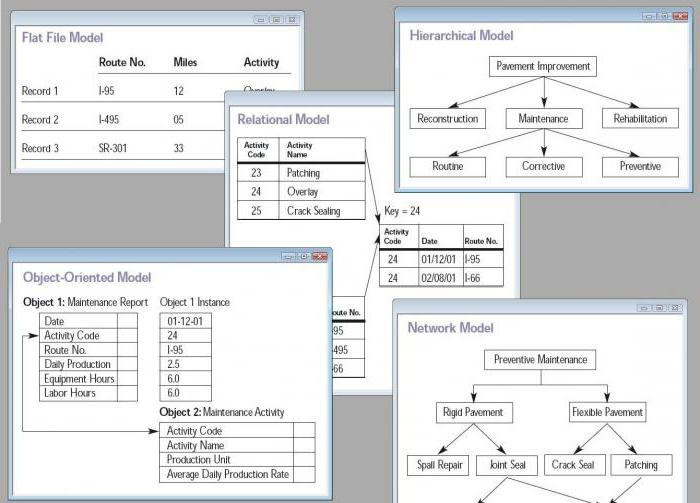 Flat File Model
Route No. Miles Activity
Record 1 I-95 12
Record 2 I-495 05
Record 3 SR-301 33
Hierarchical Model
Pavement Improvement
Reconstruction Maintenance Rehabilitation
Routine Corrective Preventive
Relational Model
Activity Code Activity Name
23 Patching
24 Overlay
25 Crack Sealing
Key = 24
Activity Code Date Route No.
24 01/12/01 I-95
24 02/08/01 I-66
oute No.
95
495
66
Object-Oriented Model
Object 1: Maintenance Report Object 1 Instance
Date 01-12-01
Activity Code 24
Route No. I-95
Daily Production 2.5
Equipment Hours 6.0
Labor Hours 6.0
Object 2: Maintenance Activity
Activity Code
Activity Name
Production Unit
Average Daily Production Rate
Network Model
Preventive Maintenance
Rigid Pavement Flexible Pavement
Spall Repair Joint Seal Crack Seal Patching